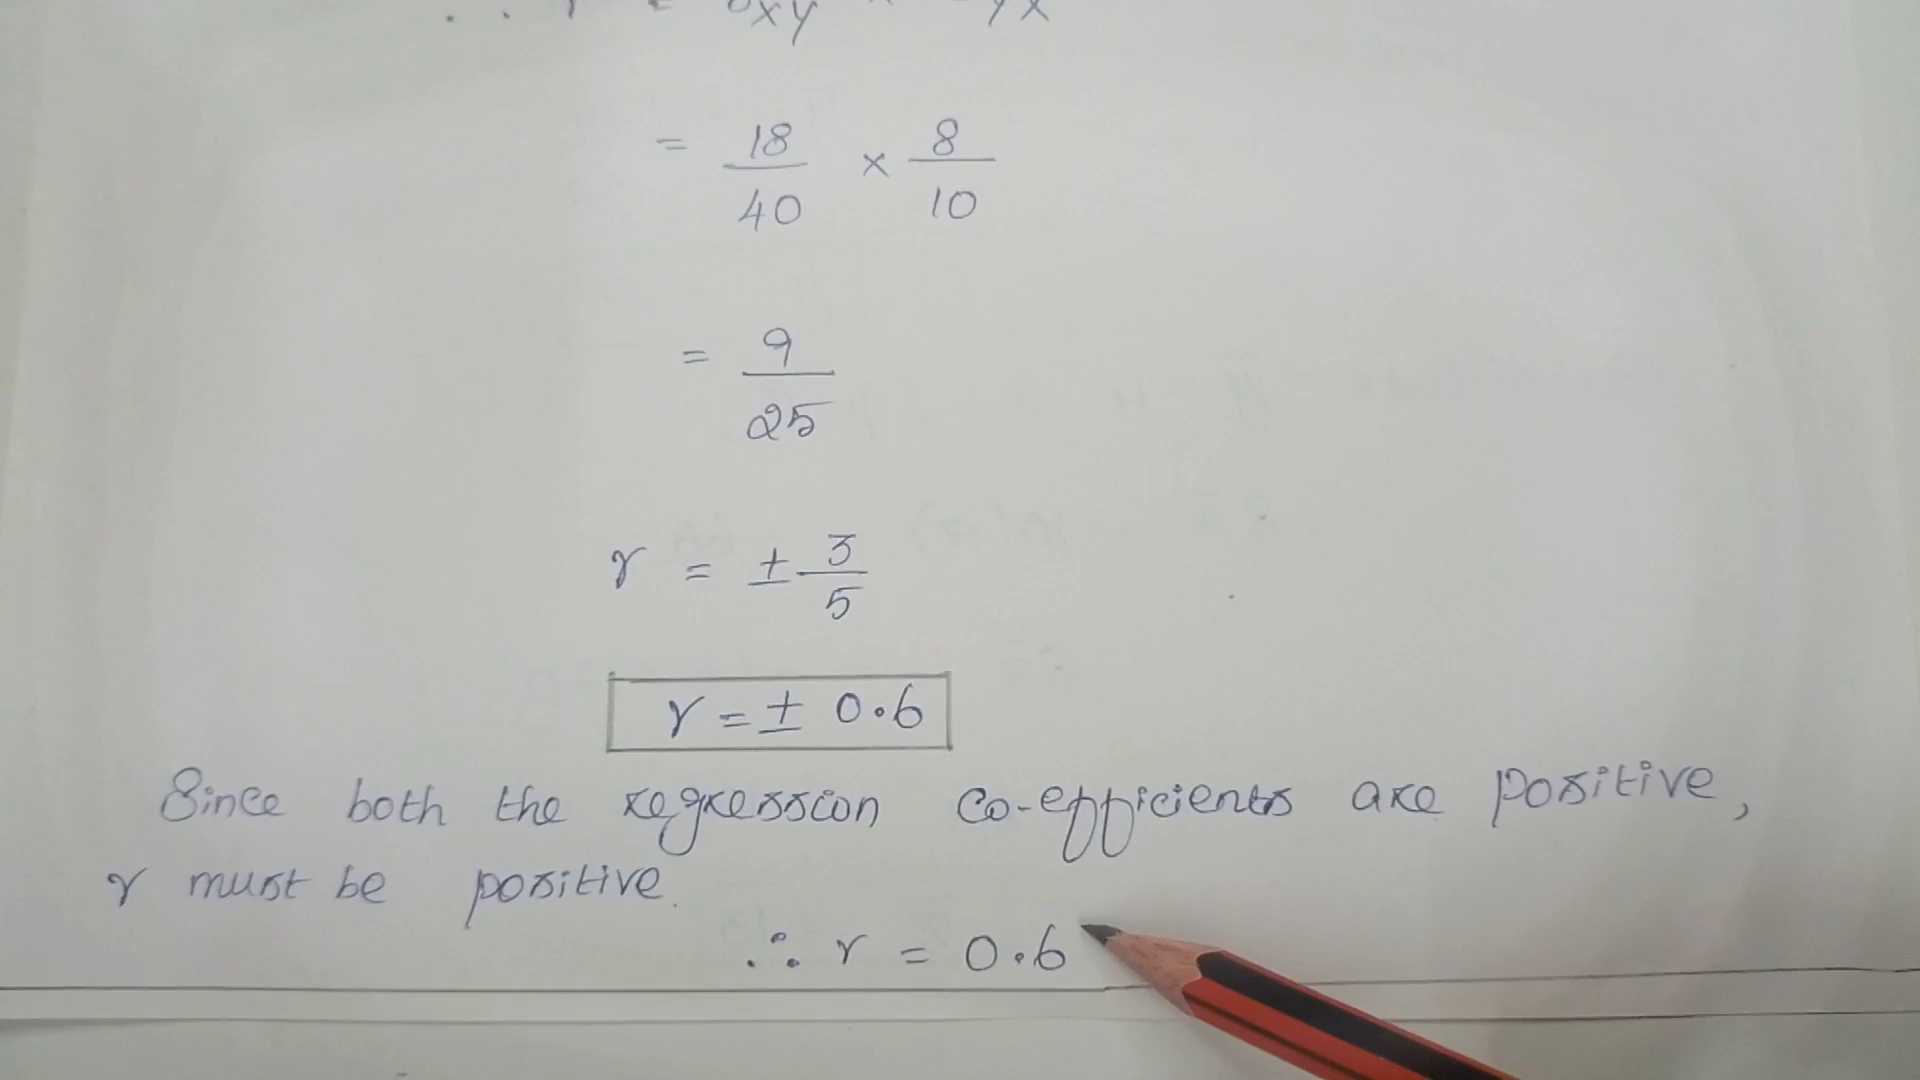 = 18/40 × 8/10
= 9/25
r = ± 3/5
r = ± 0.6
Since both the regression co-efficients are positive,
r must be positive.
∴ r = 0.6